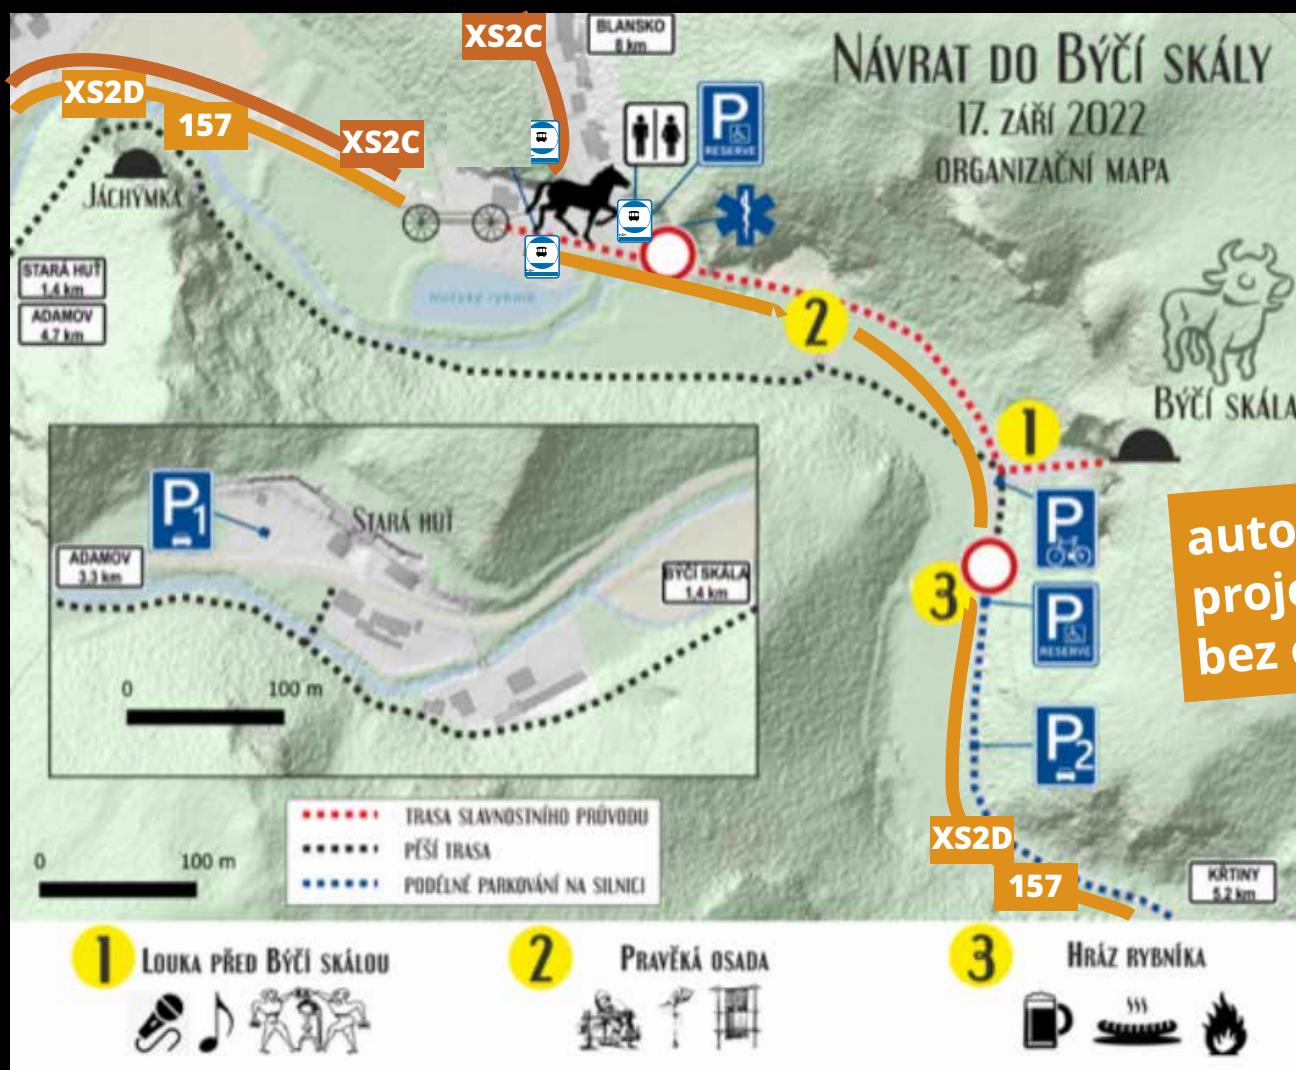 XS2C
BLANSKO
8 km
NÁVRAT DO BÝČÍ SKÁLY
17. ZÁŘÍ 2022
ORGANIZAČNÍ MAPA
XS2D
157
XS2C
P
RESERVE
JÁCHYMKA
STARÁ HUŤ
1,4 km
ADAMOV
4,7 km
Huťský rybník
2
1
BÝČÍ SKÁLA
P1
STARÁ HUŤ
ADAMOV
3,3 km
BÝČÍ SKÁLA
1,4 km
0 100 m
P
3
P
RESERVE
P2
auto
bez
TRASA SLAVNOSTNÍHO PRŮVODU
PĚŠÍ TRASA
PODÉLNÉ PARKOVÁNÍ NA SILNICI
0 100 m
XS2D
157
KŘTINY
5,2 km
1 LOUKA PŘED BÝČÍ SKÁLOU
2 PRAVĚKÁ OSADA
3 HRÁZ RYBNÍKA